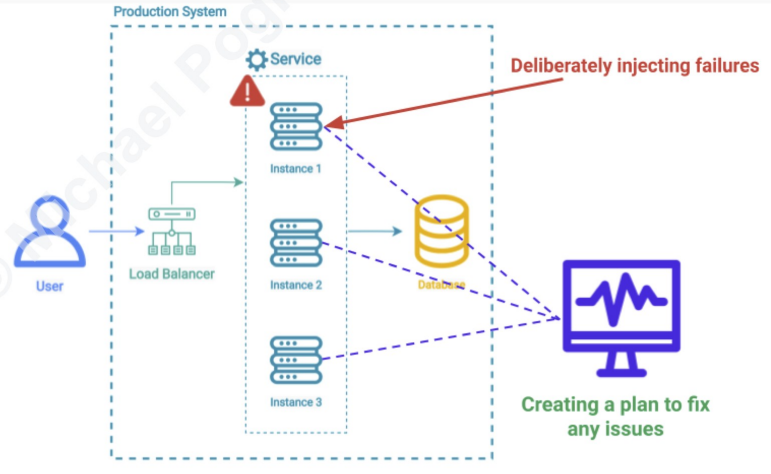 Production System
Service
Deliberately injecting failures
Instance 1
Load Balancer
User
Instance 2
Database
Instance 3
Creating a plan to fix
any issues
© Michael Pog